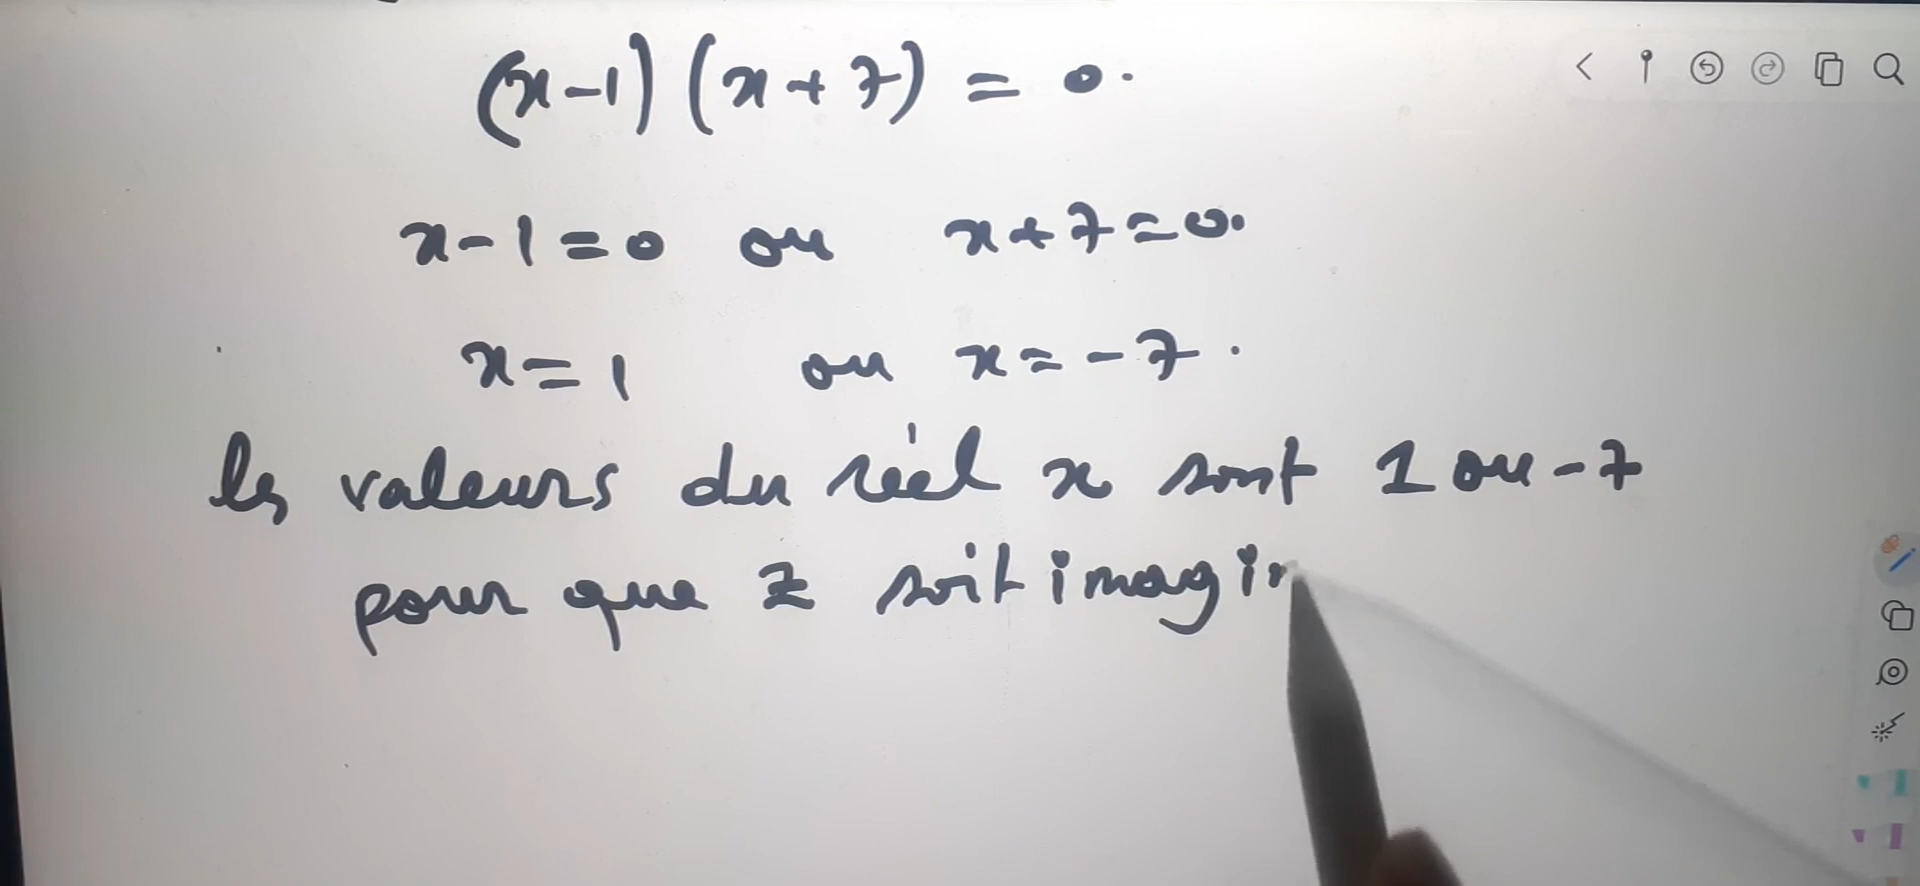 (x-1) (x+7) = 0.
x-1=0 ou x+7=0.
x=1 ou x=-7.
les valeurs du réel x sont 1 ou -7
pour que z soit imagin